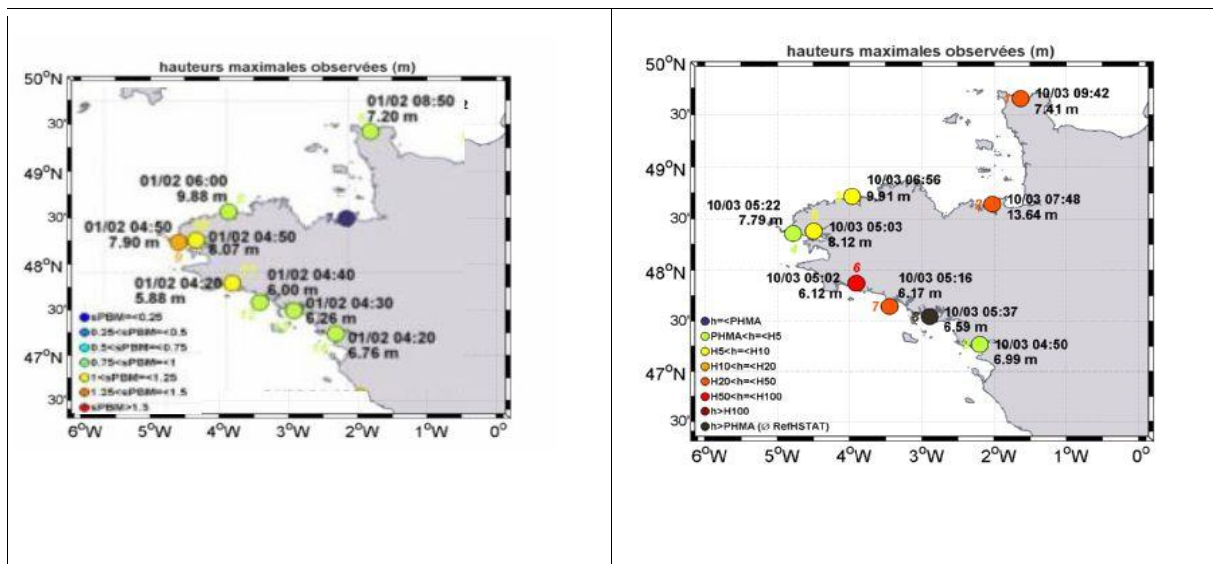 hauteurs maximales observées (m)
50°N
30'
49°N
30'
48°N
30'
47°N
30'
6°W
5°W
4°W
3°W
2°W
1°W
0°
01/02 08:50
7.20 m
01/02 06:00
9.88 m
01/02 04:50
7.90 m
01/02 04:50
8.07 m
01/02 04:20
5.88 m
01/02 04:40
6.00 m
01/02 04:30
6.26 m
01/02 04:20
6.76 m
sPBM=<0.25
0.25<sPBM=<0.5
0.5<sPBM=<0.75
0.75<sPBM=<1
1<sPBM=<1.25
1.25<sPBM=<1.5
sPBM>1.5
hauteurs maximales observées (m)
50°N
30'
49°N
30'
48°N
30'
47°N
30'
6°W
5°W
4°W
3°W
2°W
1°W
0°
10/03 09:42
7.41 m
10/03 06:56
9.91 m
10/03 07:48
13.64 m
2
10/03 05:22
7.79 m
4
10/03 05:03
8.12 m
6
10/03 05:02
6.12 m
10/03 05:16
6.17 m
7
10/03 05:37
6.59 m
10/03 04:50
6.99 m
h=<PHMA
PHMA<h=<H5
H5<h=<H10
H10<h=<H20
H20<h=<H50
H50<h=<H100
h>H100
h>PHMA (Ø RefHSTAT)